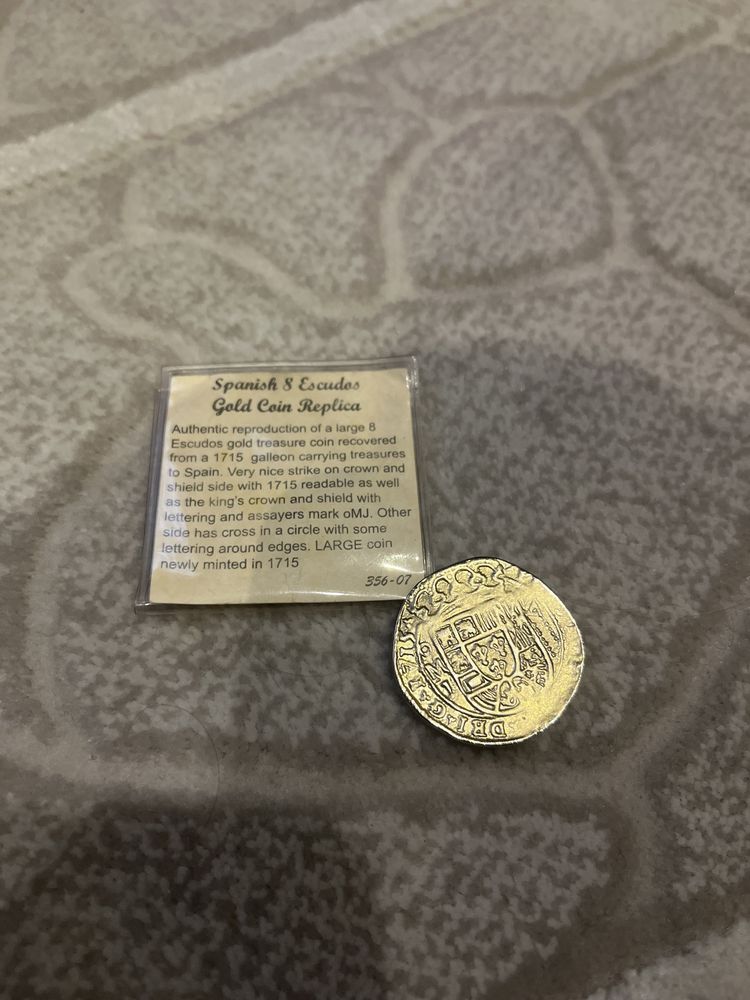 Spanish 8 Escudos
Gold Coin Replica
Authentic reproduction of a large 8
Escudos gold treasure coin recovered
from a 1715 galleon carrying treasures
to Spain. Very nice strike on crown and
shield side with 1715 readable as well
as the king's crown and shield with
lettering and assayers mark oMJ. Other
side has cross in a circle with some
lettering around edges. LARGE coin
newly minted in 1715
356-07